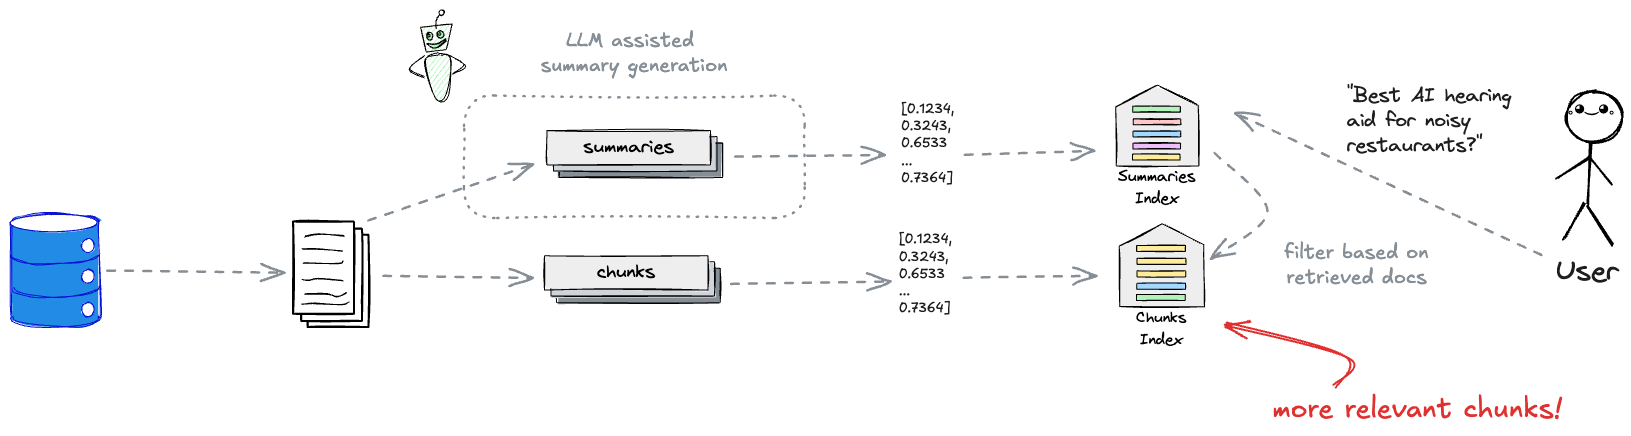 LLM assisted
summary generation
summaries
[0.1234,
0.3243,
0.6533
...
0.7364]
Summaries
Index
"Best AI hearing
aid for noisy
restaurants?"
User
chunks
[0.1234,
0.3243,
0.6533
...
0.7364]
Chunks
Index
filter based on
retrieved docs
more relevant chunks!